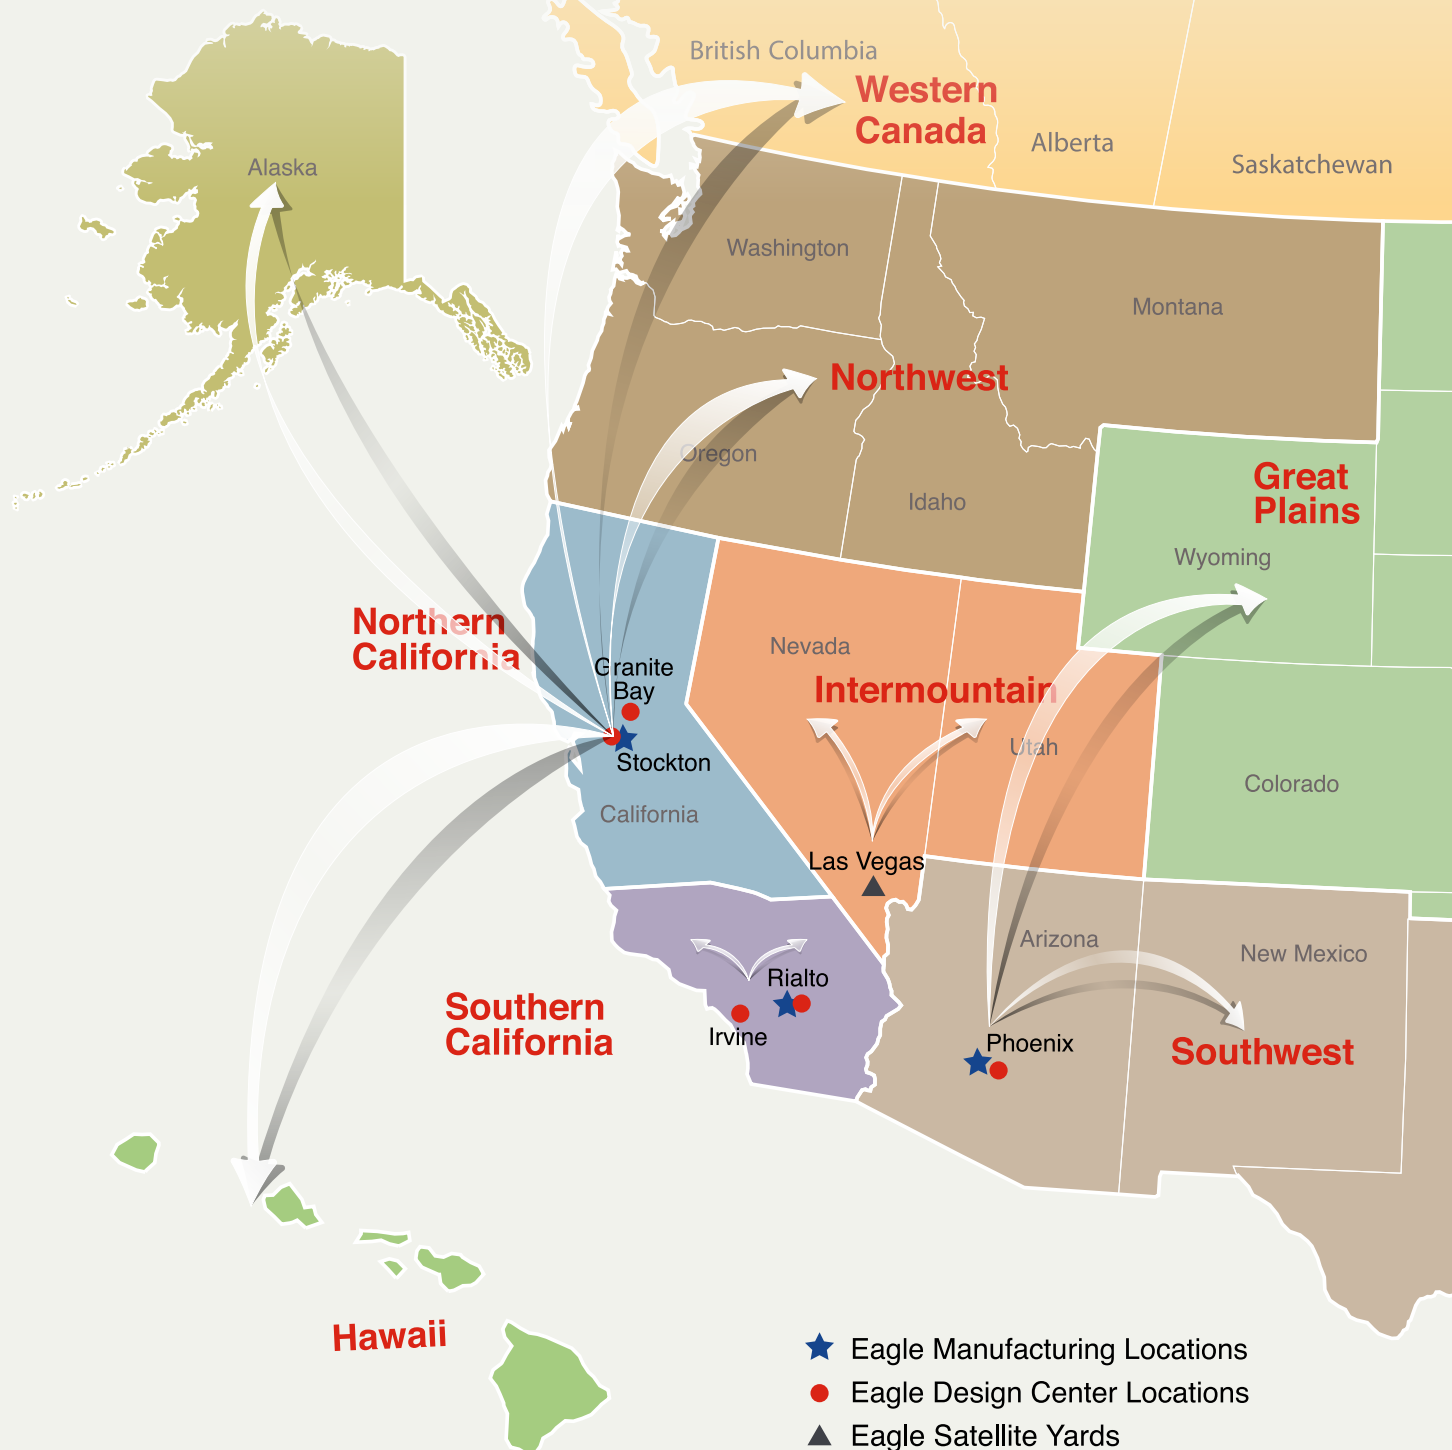 British Columbia
Western
Canada
Alberta
Saskatchewan
Alaska
Washington
Montana
Northwest
Oregon
Idaho
Great
Plains
Wyoming
Northern
California
Granite
Bay
Nevada
Intermountain
Utah
Stockton
Colorado
California
Las Vegas
Arizona
New Mexico
Rialto
Southern
California
Irvine
Phoenix
Southwest
Hawaii
Eagle Manufacturing Locations
Eagle Design Center Locations
Eagle Satellite Yards